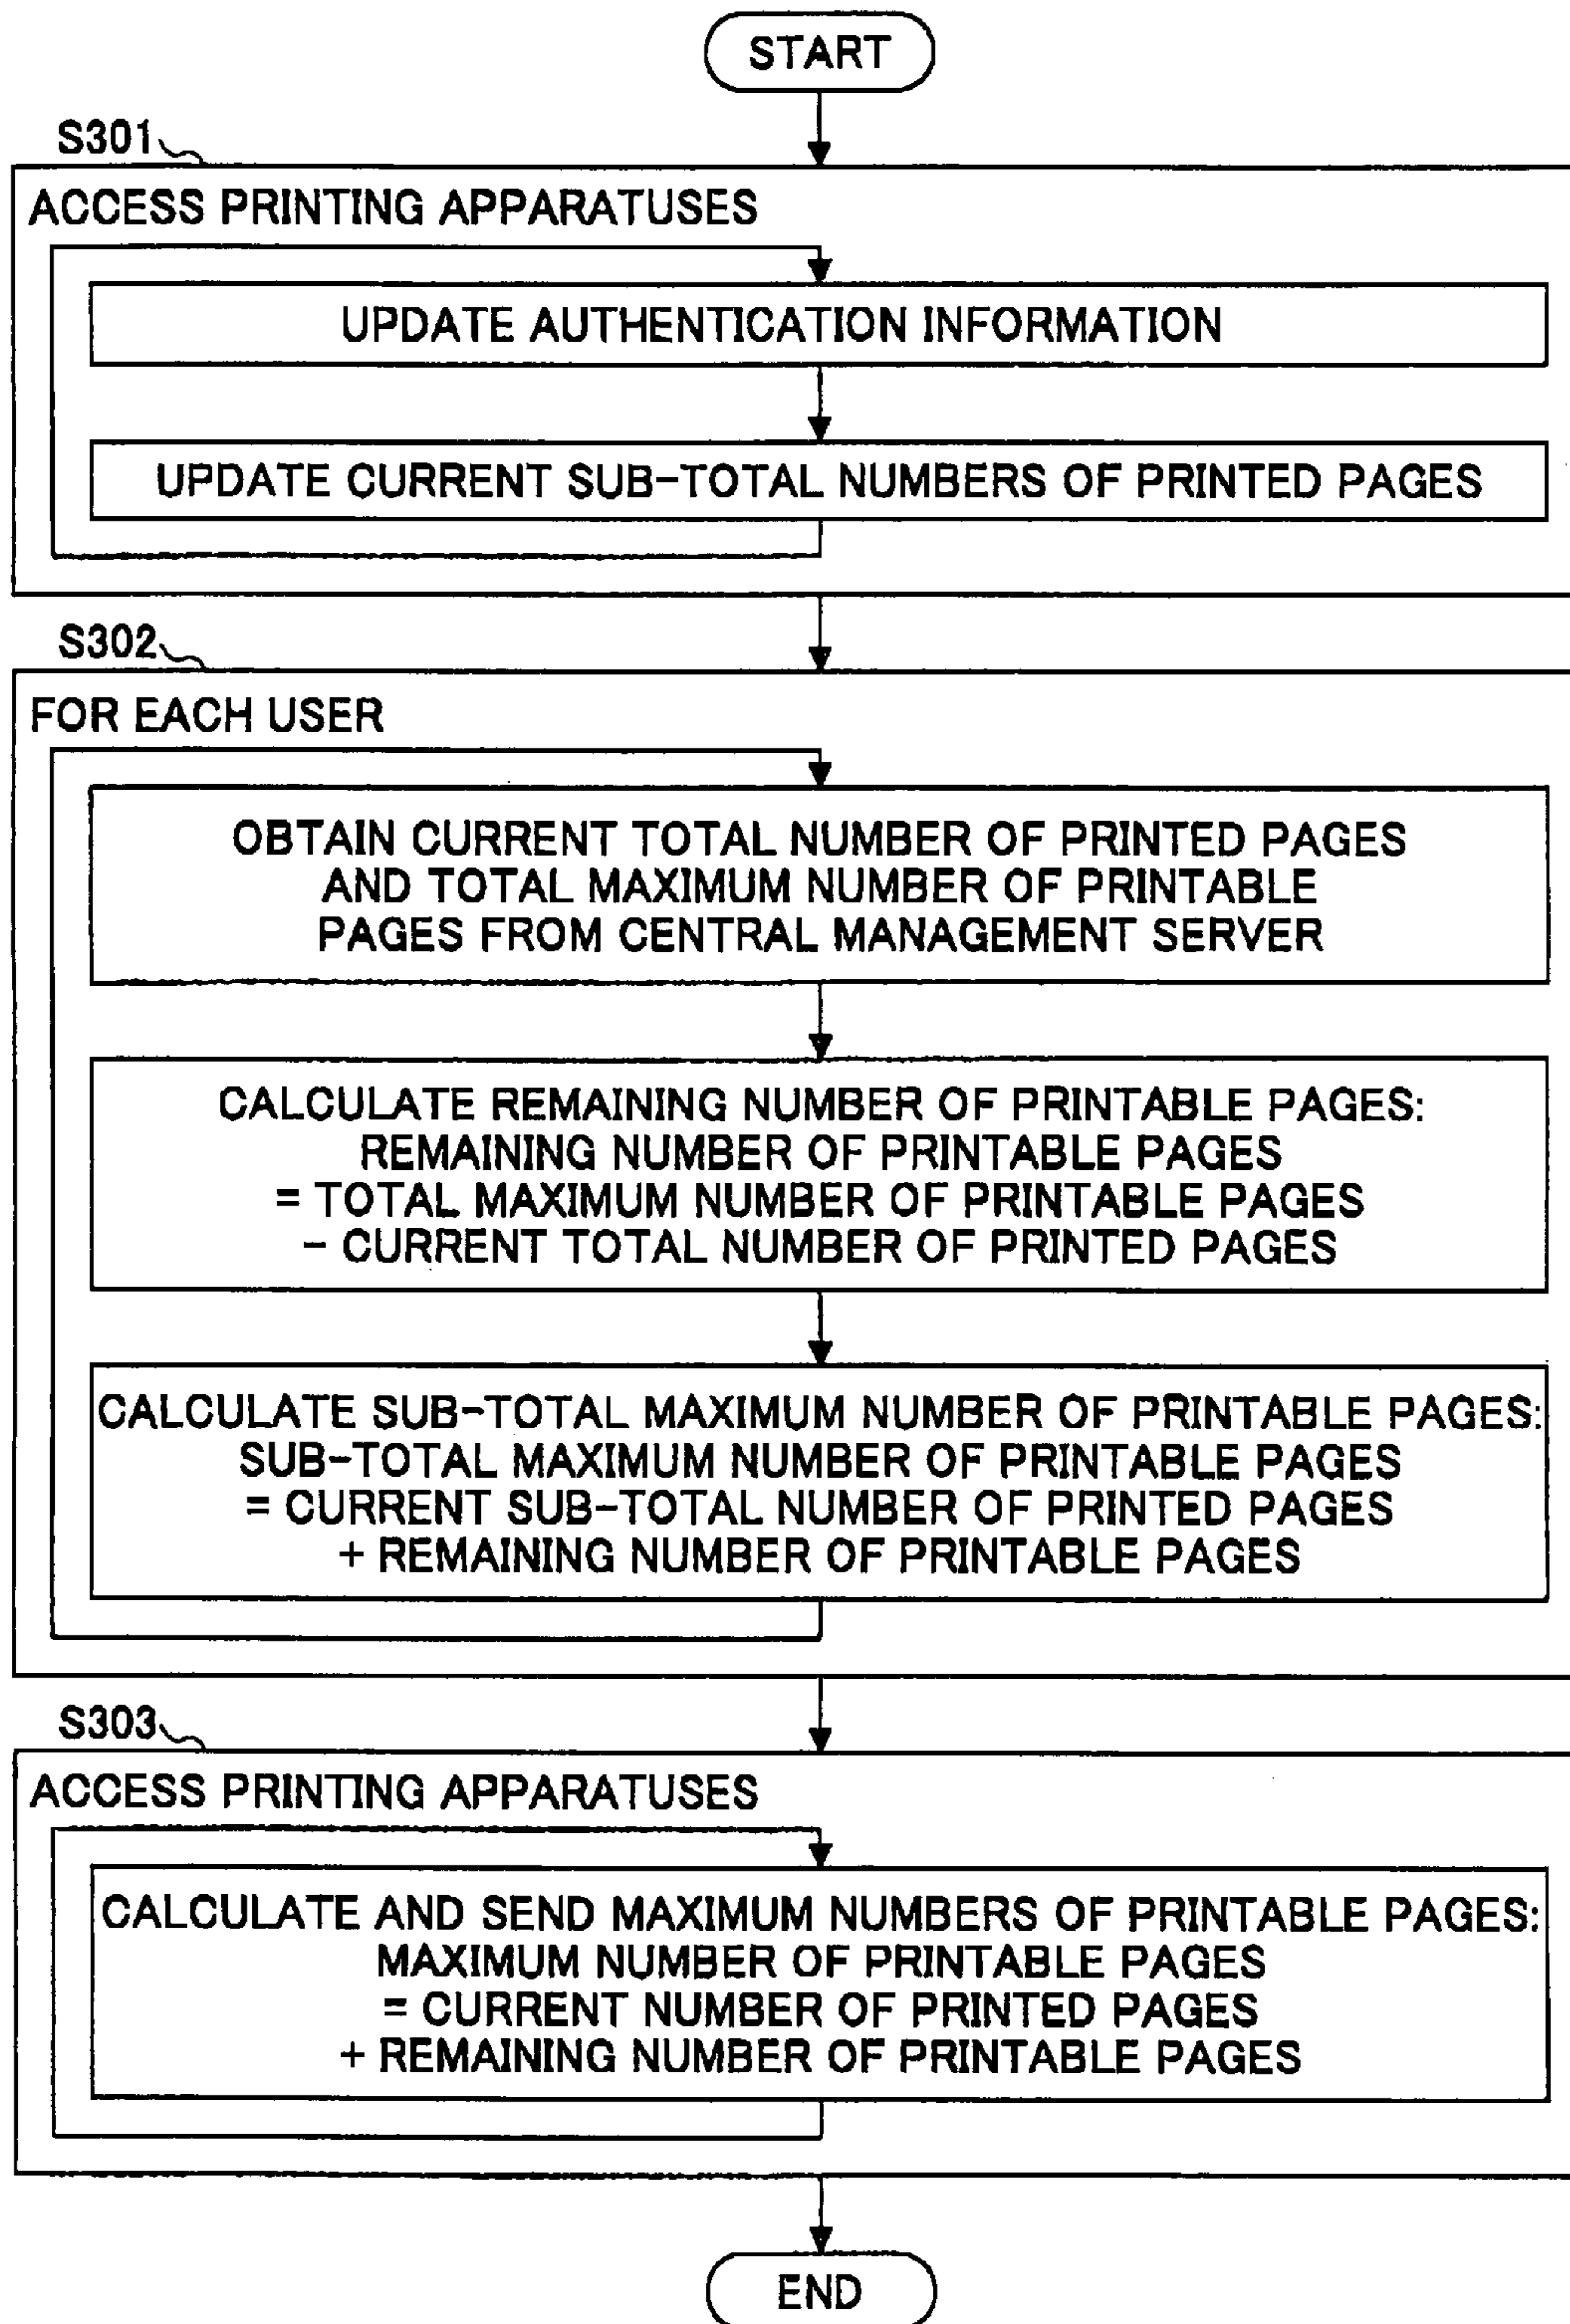 START
S301
ACCESS PRINTING APPARATUSES
UPDATE AUTHENTICATION INFORMATION
UPDATE CURRENT SUB-TOTAL NUMBERS OF PRINTED PAGES
S302
FOR EACH USER
OBTAIN CURRENT TOTAL NUMBER OF PRINTED PAGES
AND TOTAL MAXIMUM NUMBER OF PRINTABLE
PAGES FROM CENTRAL MANAGEMENT SERVER
CALCULATE REMAINING NUMBER OF PRINTABLE PAGES:
REMAINING NUMBER OF PRINTABLE PAGES
= TOTAL MAXIMUM NUMBER OF PRINTABLE PAGES
- CURRENT TOTAL NUMBER OF PRINTED PAGES
CALCULATE SUB-TOTAL MAXIMUM NUMBER OF PRINTABLE PAGES:
SUB-TOTAL MAXIMUM NUMBER OF PRINTABLE PAGES
= CURRENT SUB-TOTAL NUMBER OF PRINTED PAGES
+ REMAINING NUMBER OF PRINTABLE PAGES
S303
ACCESS PRINTING APPARATUSES
CALCULATE AND SEND MAXIMUM NUMBERS OF PRINTABLE PAGES:
MAXIMUM NUMBER OF PRINTABLE PAGES
= CURRENT NUMBER OF PRINTED PAGES
+ REMAINING NUMBER OF PRINTABLE PAGES
END